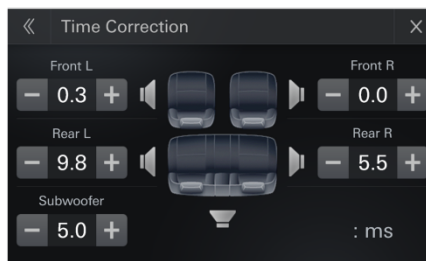 « Time Correction X
Front L Front R
− 0.3 + − 0.0 +
Rear L Rear R
− 9.8 + − 5.5 +
Subwoofer
− 5.0 + : ms